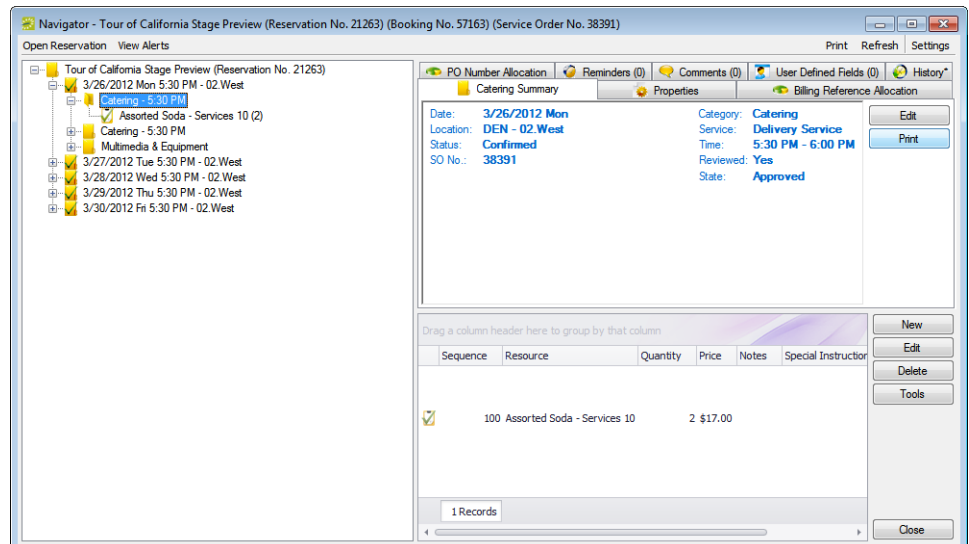 Navigator - Tour of California Stage Preview (Reservation No. 21263) (Booking No. 57163) (Service Order No. 38391)
Open Reservation View Alerts Print Refresh Settings
Tour of California Stage Preview (Reservation No. 21263)
3/26/2012 Mon 5:30 PM - 02.West
Catering - 5:30 PM
Assorted Soda - Services 10 (2)
Catering - 5:30 PM
Multimedia & Equipment
3/27/2012 Tue 5:30 PM - 02.West
3/28/2012 Wed 5:30 PM - 02.West
3/29/2012 Thu 5:30 PM - 02.West
3/30/2012 Fri 5:30 PM - 02.West
PO Number Allocation Reminders (0) Comments (0) User Defined Fields (0) History*
Catering Summary Properties Billing Reference Allocation
Date: 3/26/2012 Mon Category: Catering
Location: DEN - 02.West Service: Delivery Service
Status: Confirmed Time: 5:30 PM - 6:00 PM
SO No.: 38391 Reviewed: Yes
State: Approved
Edit
Print
Drag a column header here to group by that column
Sequence Resource Quantity Price Notes Special Instruction
100 Assorted Soda - Services 10 2 $17.00
1 Records
New
Edit
Delete
Tools
Close